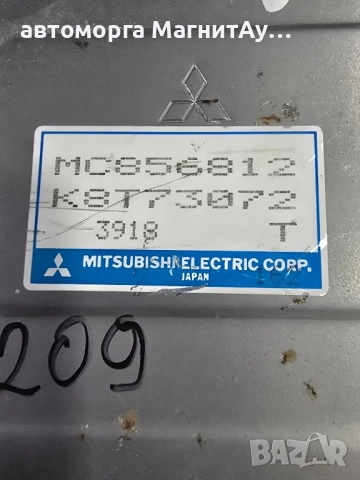 автоморга МагнитАу...
MC856812
K8T73072
3918 T
MITSUBISHI ELECTRIC CORP.
JAPAN
209
BAZAR